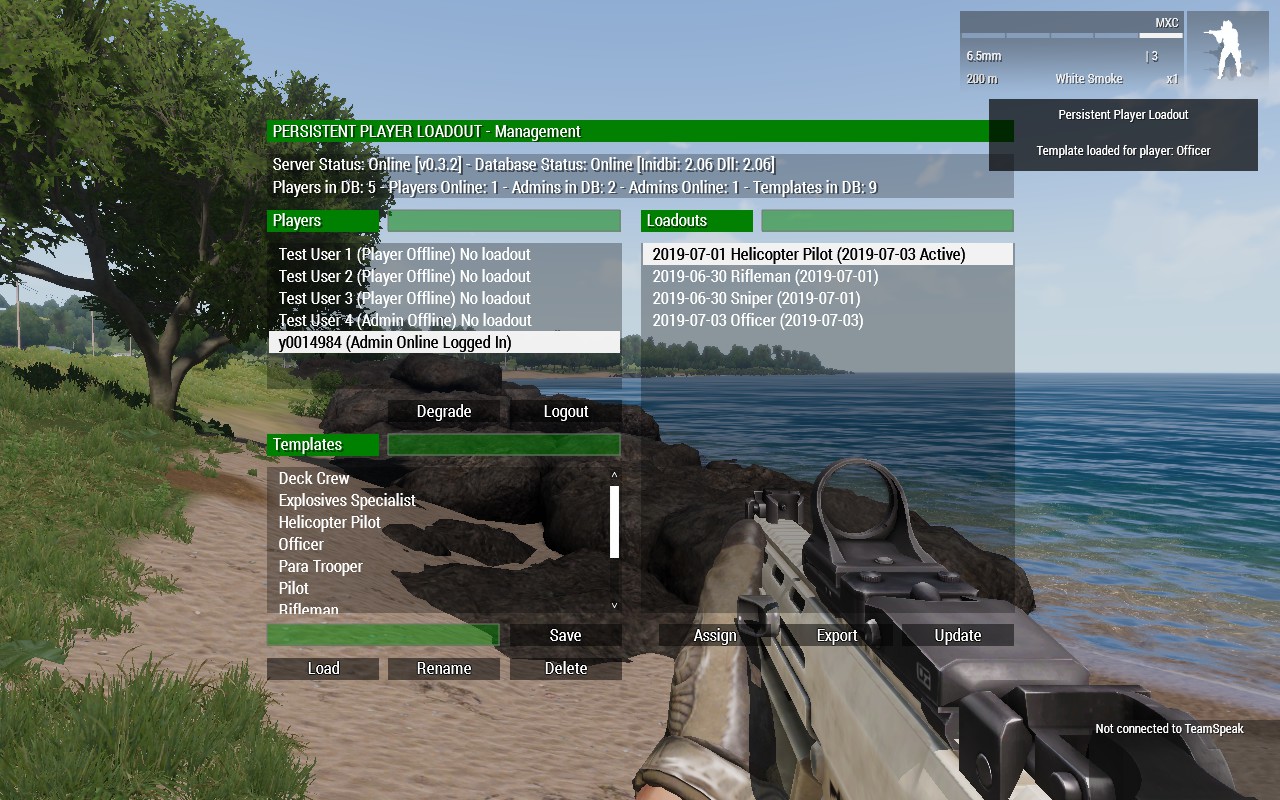 MXC
6.5mm | 3
200 m White Smoke x1
Persistent Player Loadout
Template loaded for player: Officer
PERSISTENT PLAYER LOADOUT - Management
Server Status: Online [v0.3.2] - Database Status: Online [Inidbi: 2.06 Dll: 2.06]
Players in DB: 5 - Players Online: 1 - Admins in DB: 2 - Admins Online: 1 - Templates in DB: 9
Players
Test User 1 (Player Offline) No loadout
Test User 2 (Player Offline) No loadout
Test User 3 (Player Offline) No loadout
Test User 4 (Admin Offline) No loadout
y0014984 (Admin Online Logged In)
Degrade Logout
Loadouts
2019-07-01 Helicopter Pilot (2019-07-03 Active)
2019-06-30 Rifleman (2019-07-01)
2019-06-30 Sniper (2019-07-01)
2019-07-03 Officer (2019-07-03)
Templates
Deck Crew
Explosives Specialist
Helicopter Pilot
Officer
Para Trooper
Pilot
Rifleman
Save
Load Rename Delete
Assign Export Update
Not connected to TeamSpeak